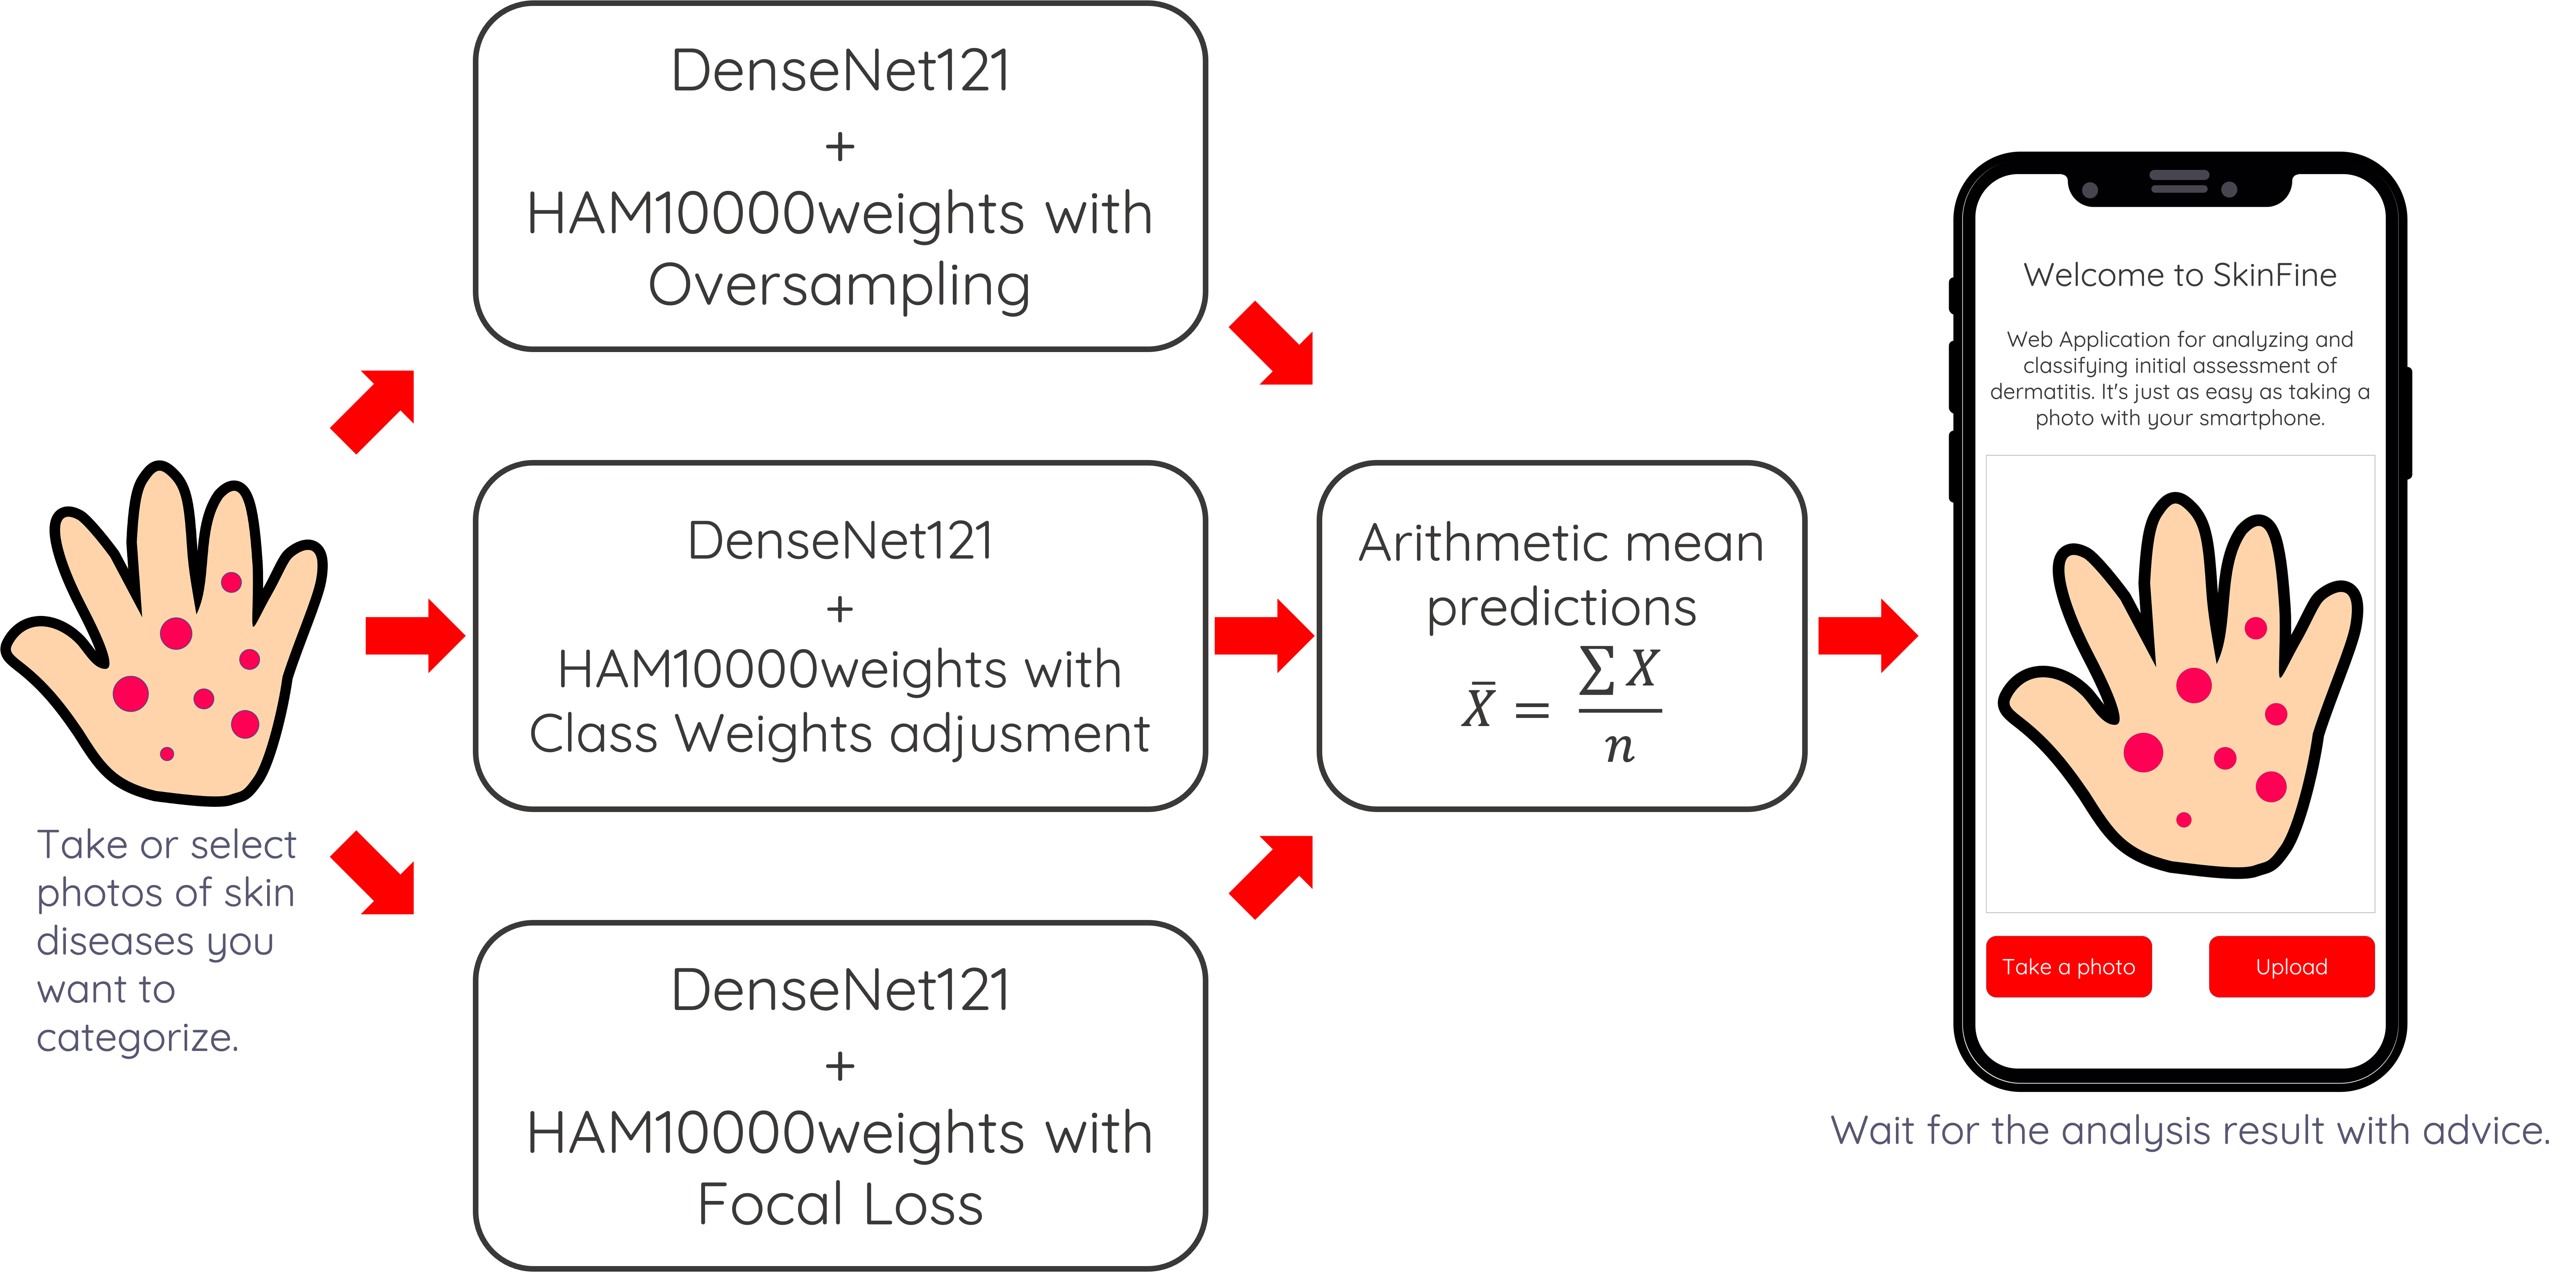 Take or select
photos of skin
diseases you
want to
categorize.
DenseNet121
+
HAM10000weights with
Oversampling
DenseNet121
+
HAM10000weights with
Class Weights adjusment
DenseNet121
+
HAM10000weights with
Focal Loss
Arithmetic mean
predictions
X̄ = ∑ X / n
Welcome to SkinFine
Web Application for analyzing and
classifying initial assessment of
dermatitis. It's just as easy as taking a
photo with your smartphone.
Take a photo
Upload
Wait for the analysis result with advice.